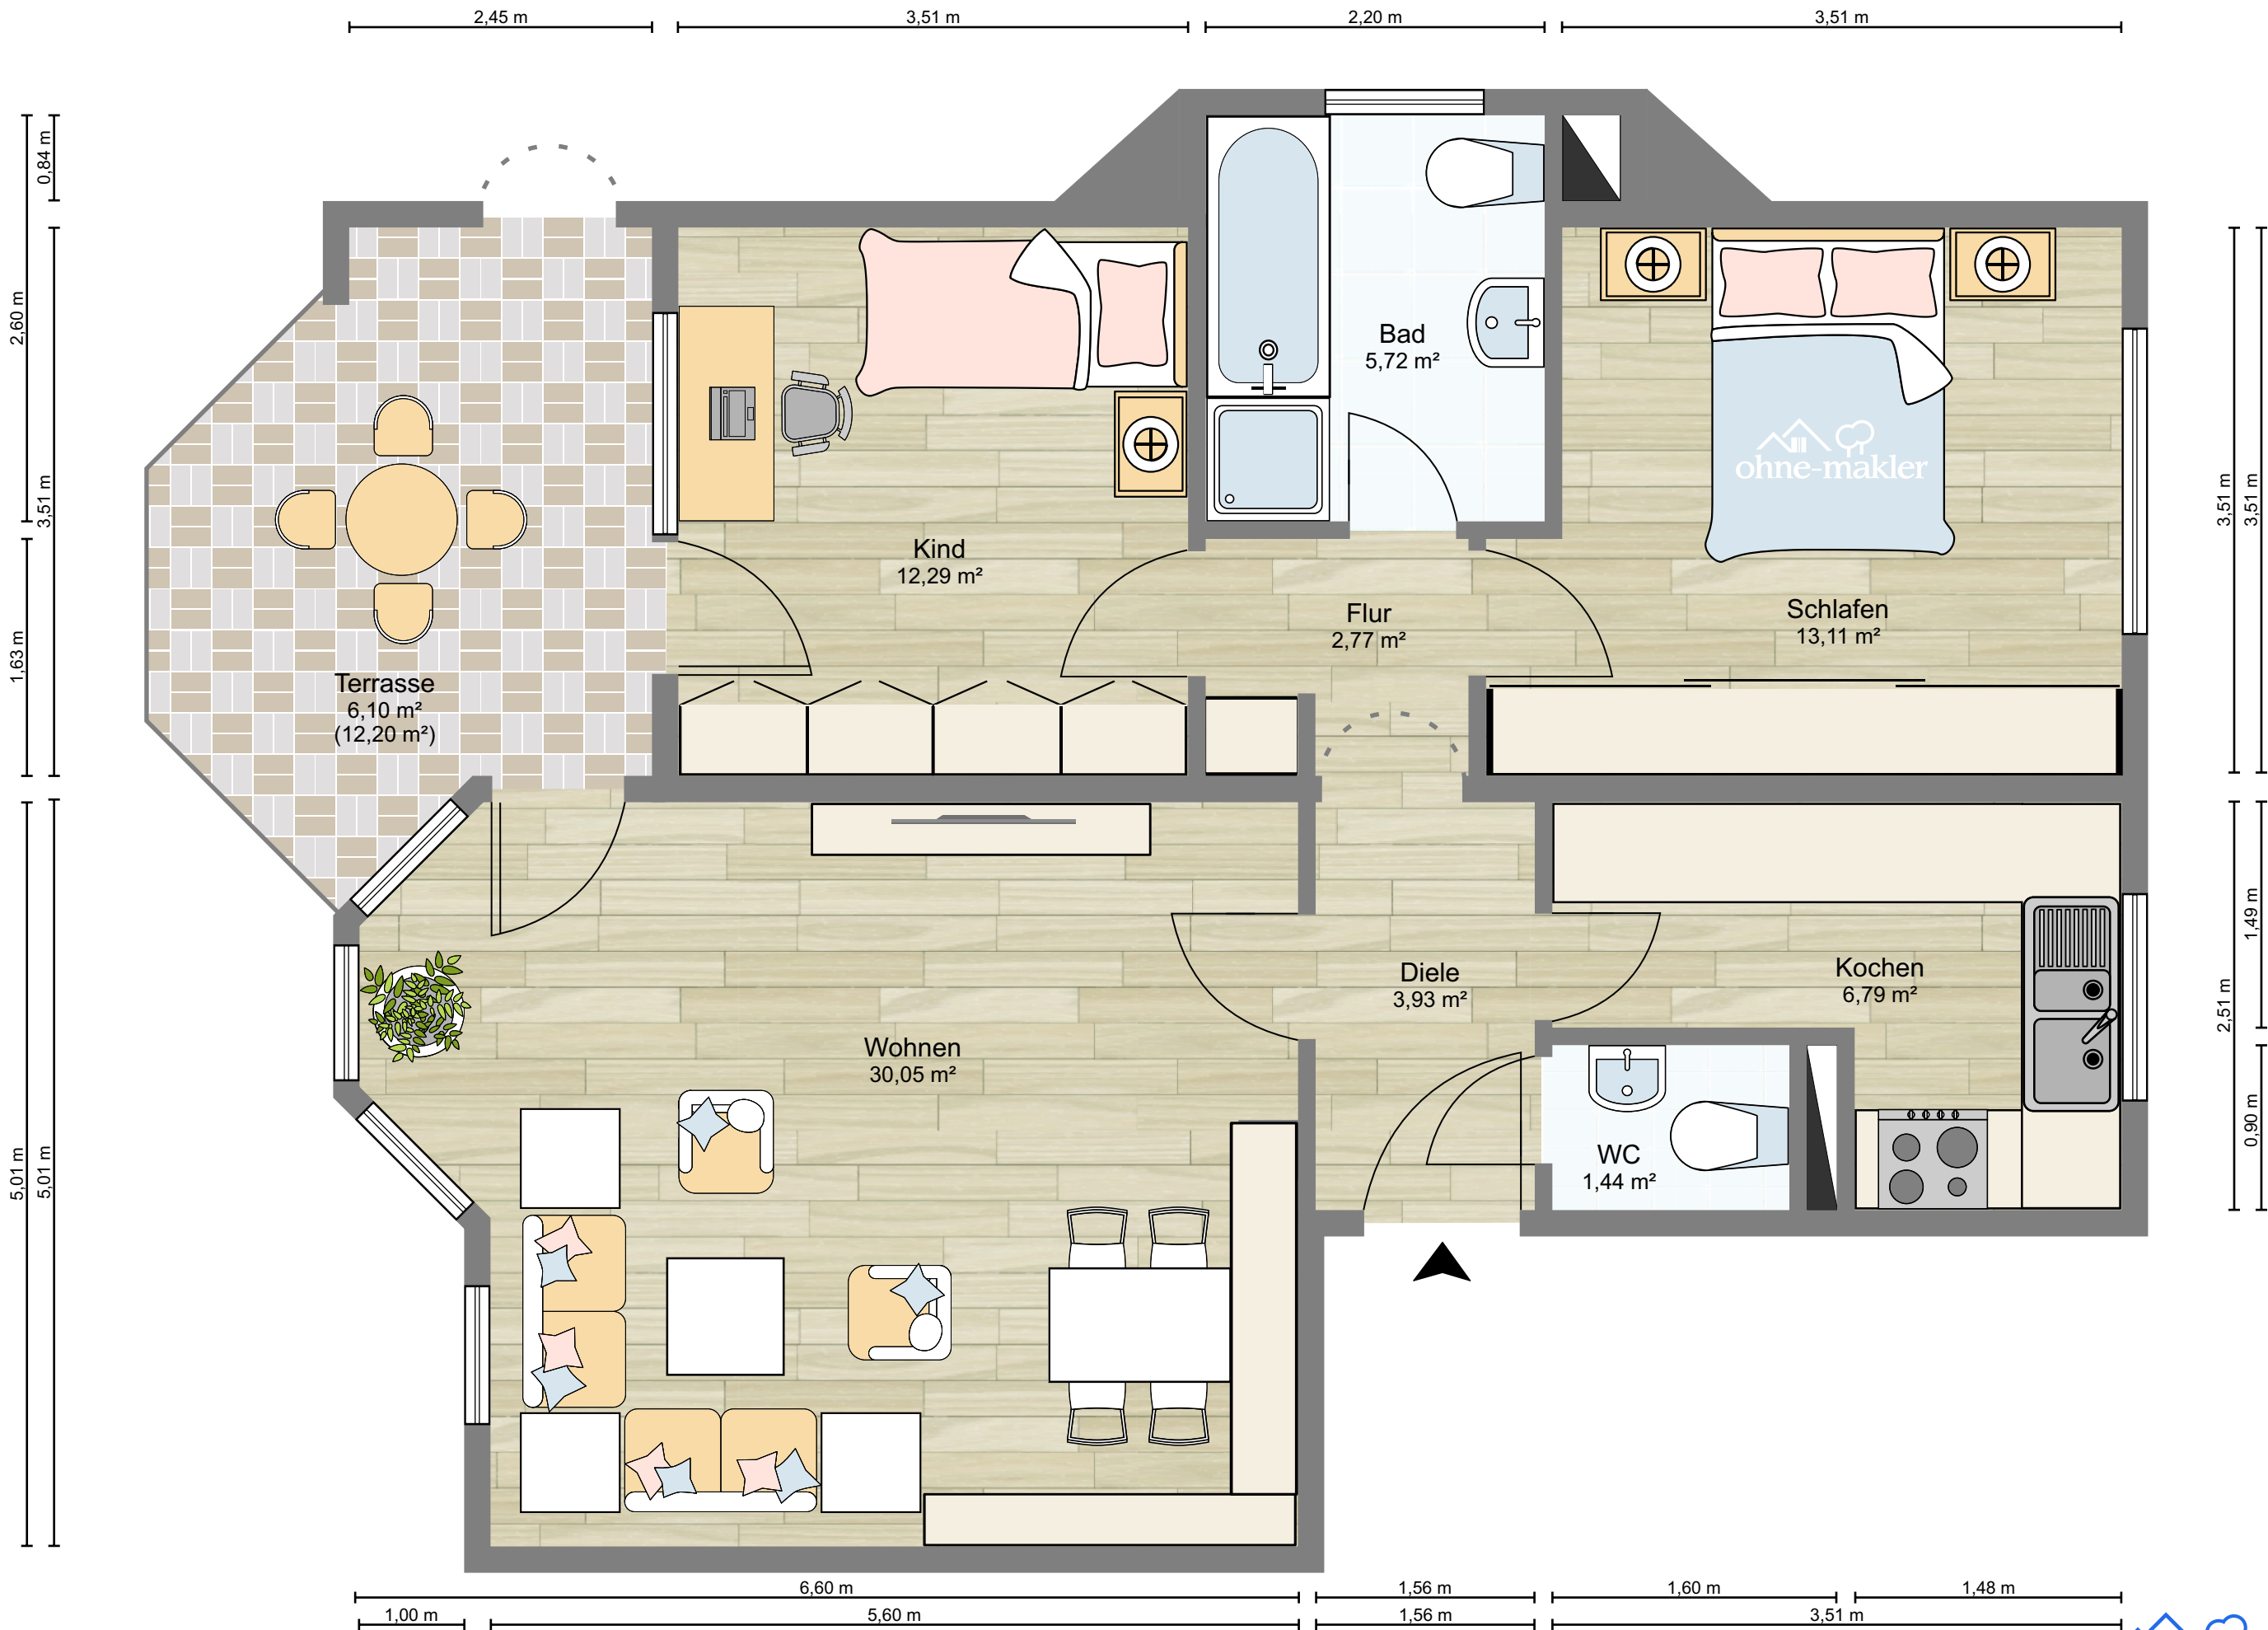 2,45 m
3,51 m
2,20 m
3,51 m
0,84 m
2,60 m
3,51 m
1,63 m
5,01 m
5,01 m
Bad
5,72 m²
ohne-makler
Kind
12,29 m²
Flur
2,77 m²
Schlafen
13,11 m²
Terrasse
6,10 m²
(12,20 m²)
3,51 m
3,51 m
Diele
3,93 m²
Kochen
6,79 m²
Wohnen
30,05 m²
WC
1,44 m²
1,49 m
2,51 m
0,90 m
6,60 m
1,56 m
1,60 m
1,48 m
1,00 m
5,60 m
1,56 m
3,51 m